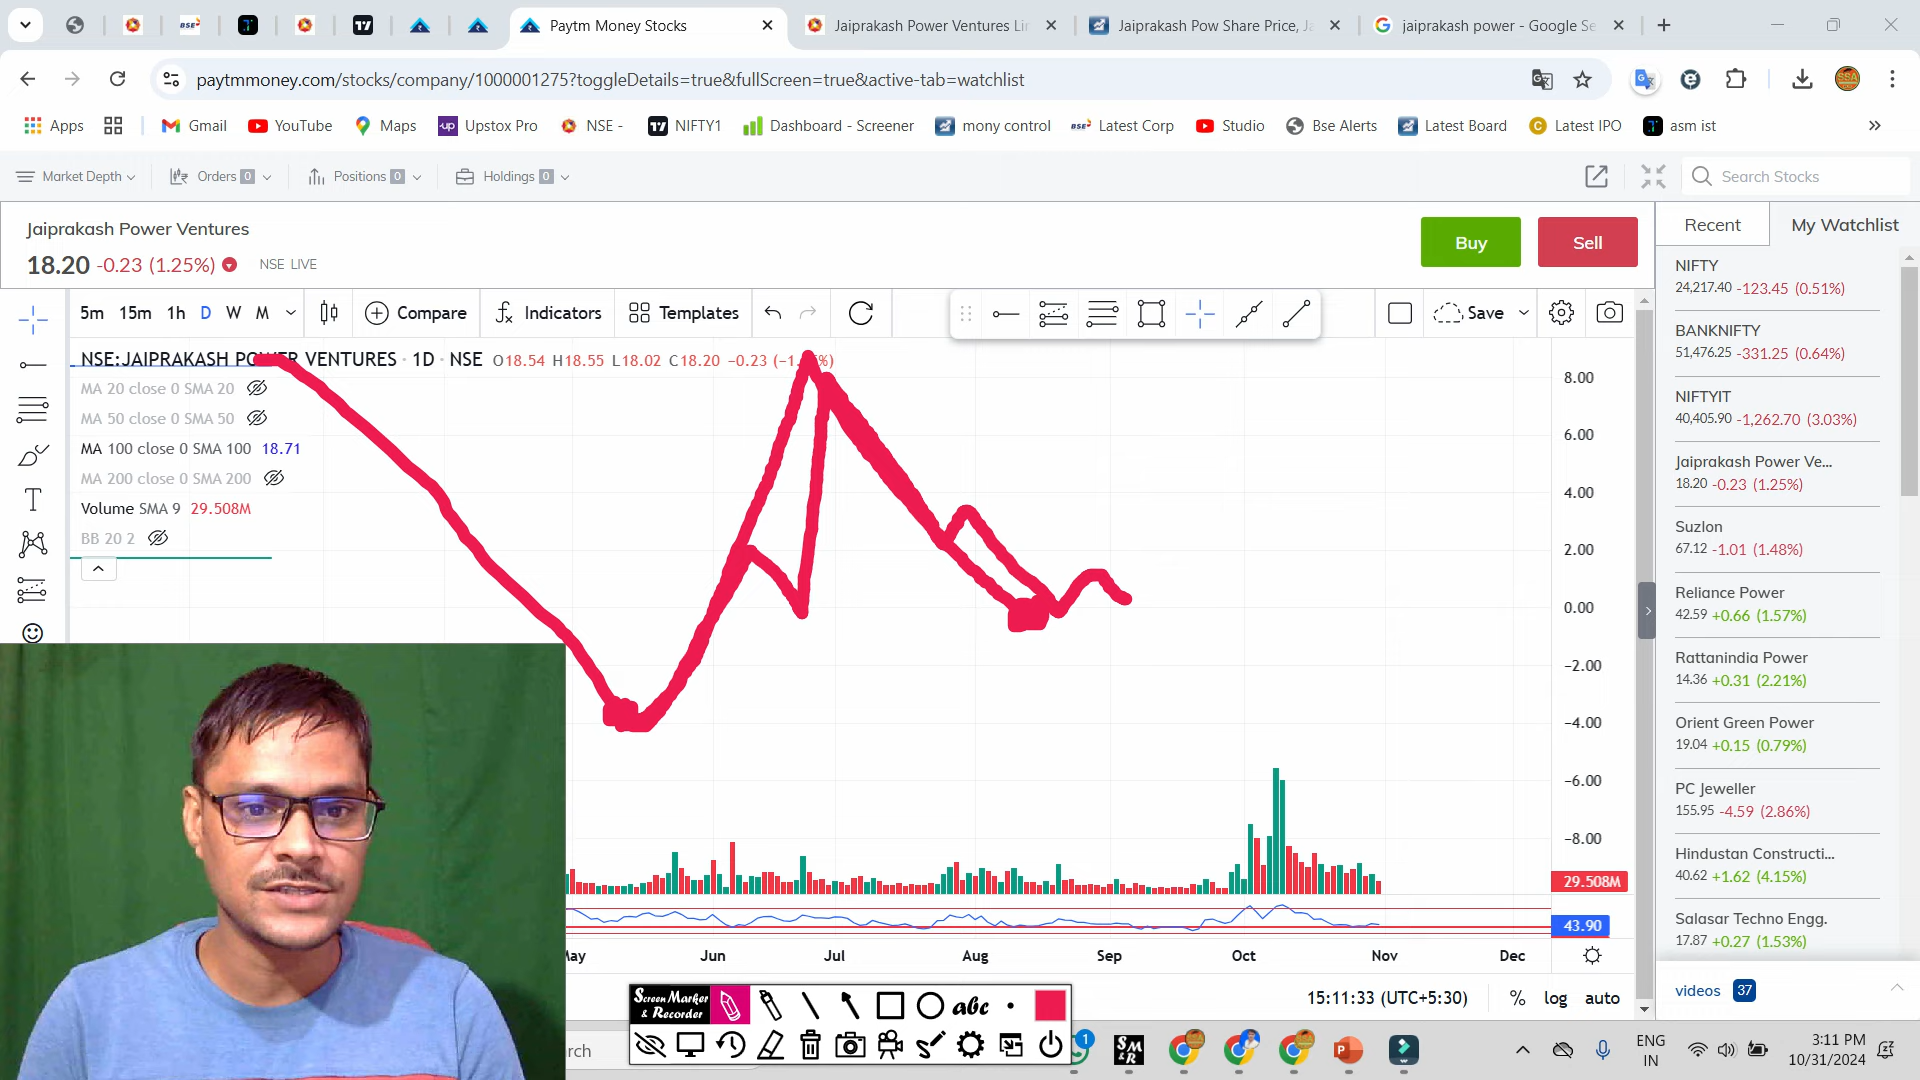 Paytm Money Stocks
Jaiprakash Power Ventures Lir
Jaiprakash Pow Share Price, Ja
jaiprakash power - Google Se
paytmmoney.com/stocks/company/1000001275?toggleDetails=true&fullScreen=true&active-tab=watchlist
Apps Gmail YouTube Maps up Upstox Pro NSE - NIFTY1 Dashboard - Screener mony control BSE Latest Corp Studio Bse Alerts Latest Board C Latest IPO asm ist
Market Depth Orders 0 Positions 0 Holdings 0 Search Stocks
Jaiprakash Power Ventures
18.20 -0.23 (1.25%) NSE LIVE
Buy Sell
Recent My Watchlist
5m 15m 1h D W M Compare Indicators Templates Save
NSE:JAIPRAKASH POWER VENTURES · 1D · NSE O18.54 H18.55 L18.02 C18.20 -0.23
MA 20 close 0 SMA 20
MA 50 close 0 SMA 50
MA 100 close 0 SMA 100 18.71
MA 200 close 0 SMA 200
Volume SMA 9 29.508M
BB 20 2
8.00
6.00
4.00
2.00
0.00
−2.00
−4.00
−6.00
−8.00
29.508M
43.90
Jun Jul Aug Sep Oct Nov Dec
15:11:33 (UTC+5:30) % log auto
NIFTY
24,217.40 -123.45 (0.51%)
BANKNIFTY
51,476.25 -331.25 (0.64%)
NIFTYIT
40,405.90 -1,262.70 (3.03%)
Jaiprakash Power Ve...
18.20 -0.23 (1.25%)
Suzlon
67.12 -1.01 (1.48%)
Reliance Power
42.59 +0.66 (1.57%)
Rattanindia Power
14.36 +0.31 (2.21%)
Orient Green Power
19.04 +0.15 (0.79%)
PC Jeweller
155.95 -4.59 (2.86%)
Hindustan Constructi...
40.62 +1.62 (4.15%)
Salasar Techno Engg.
17.87 +0.27 (1.53%)
videos 37
Screen Marker
& Recorder
abc
rch
1
SM
&R
ENG
IN
3:11 PM
10/31/2024